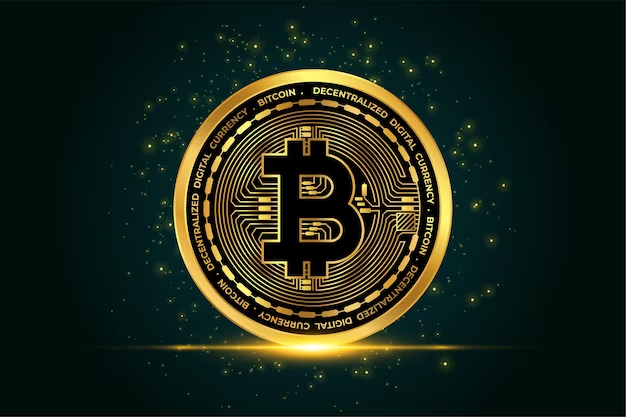 BITCOIN • DECENTRALIZED DIGITAL CURRENCY • BITCOIN • DECENTRALIZED DIGITAL CURRENCY • BITCOIN • DECENTRALIZED DIGITAL CURRENCY •
₿